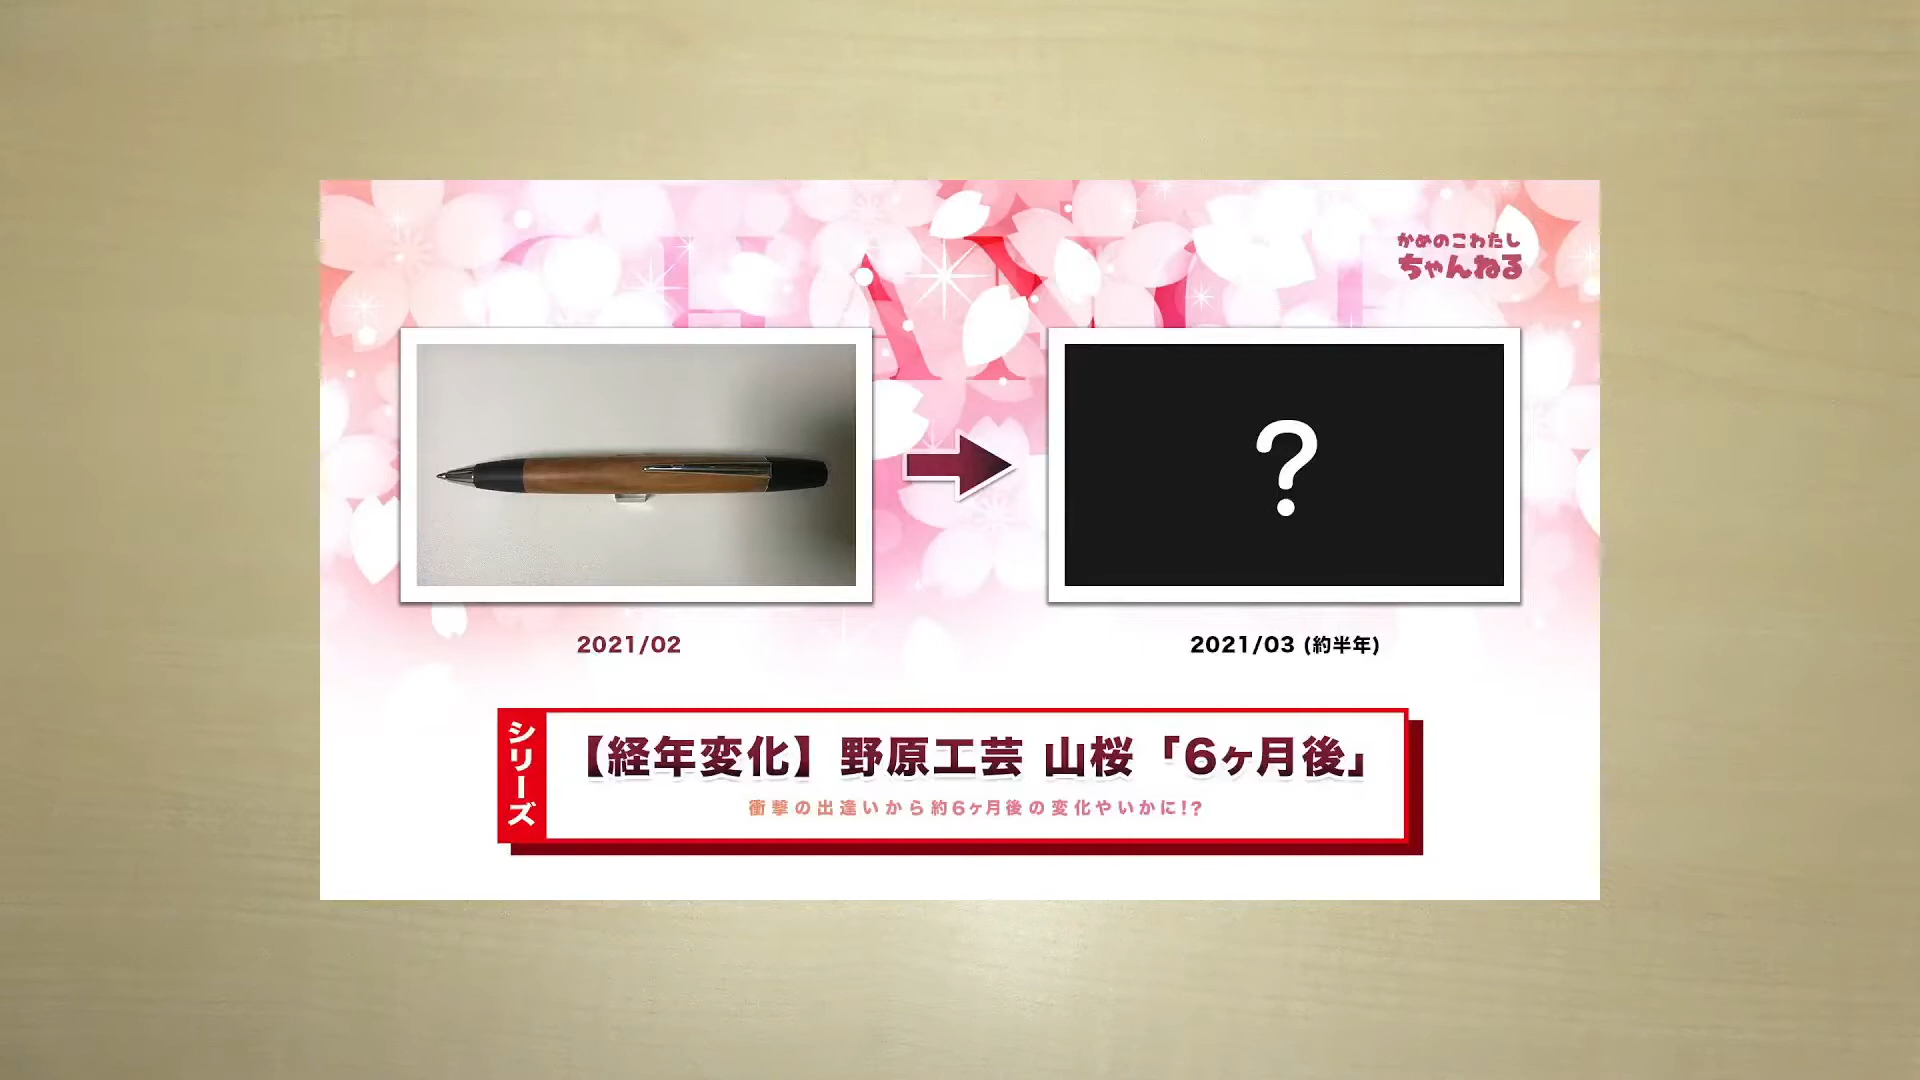 かめのこわたし
ちゃんねる
?
2021/02
2021/03 (約半年)
シリーズ
【経年変化】野原工芸 山桜「6ヶ月後」
衝撃の出逢いから約6ヶ月後の変化やいかに!?